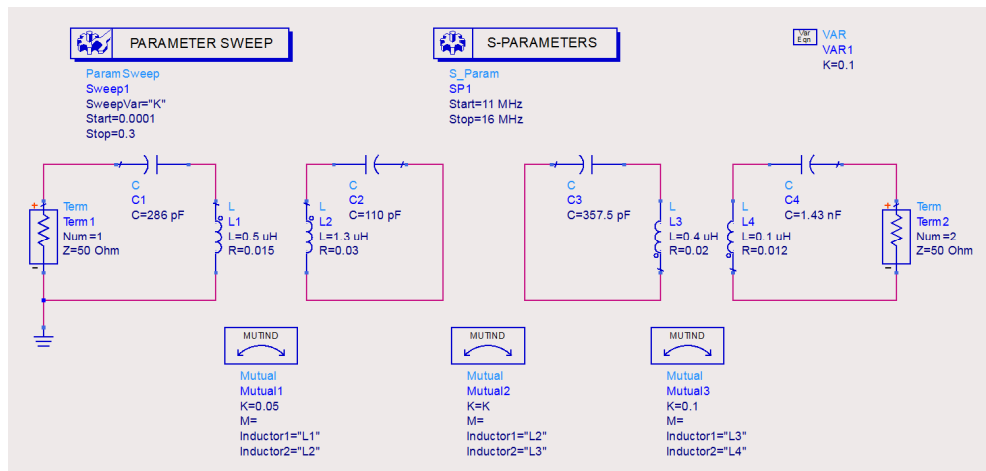 PARAMETER SWEEP
ParamSweep
Sweep1
SweepVar="K"
Start=0.0001
Stop=0.3
S-PARAMETERS
S_Param
SP1
Start=11 MHz
Stop=16 MHz
Var
Eqn
VAR
VAR1
K=0.1
+
Term
Term1
Num=1
Z=50 Ohm
-
C
C1
C=286 pF
L
L1
L=0.5 uH
R=0.015
L
L2
L=1.3 uH
R=0.03
C
C2
C=110 pF
C
C3
C=357.5 pF
L
L3
L=0.4 uH
R=0.02
L
L4
L=0.1 uH
R=0.012
C
C4
C=1.43 nF
+
Term
Term2
Num=2
Z=50 Ohm
-
MUTIND
Mutual
Mutual1
K=0.05
M=
Inductor1="L1"
Inductor2="L2"
MUTIND
Mutual
Mutual2
K=K
M=
Inductor1="L2"
Inductor2="L3"
MUTIND
Mutual
Mutual3
K=0.1
M=
Inductor1="L3"
Inductor2="L4"